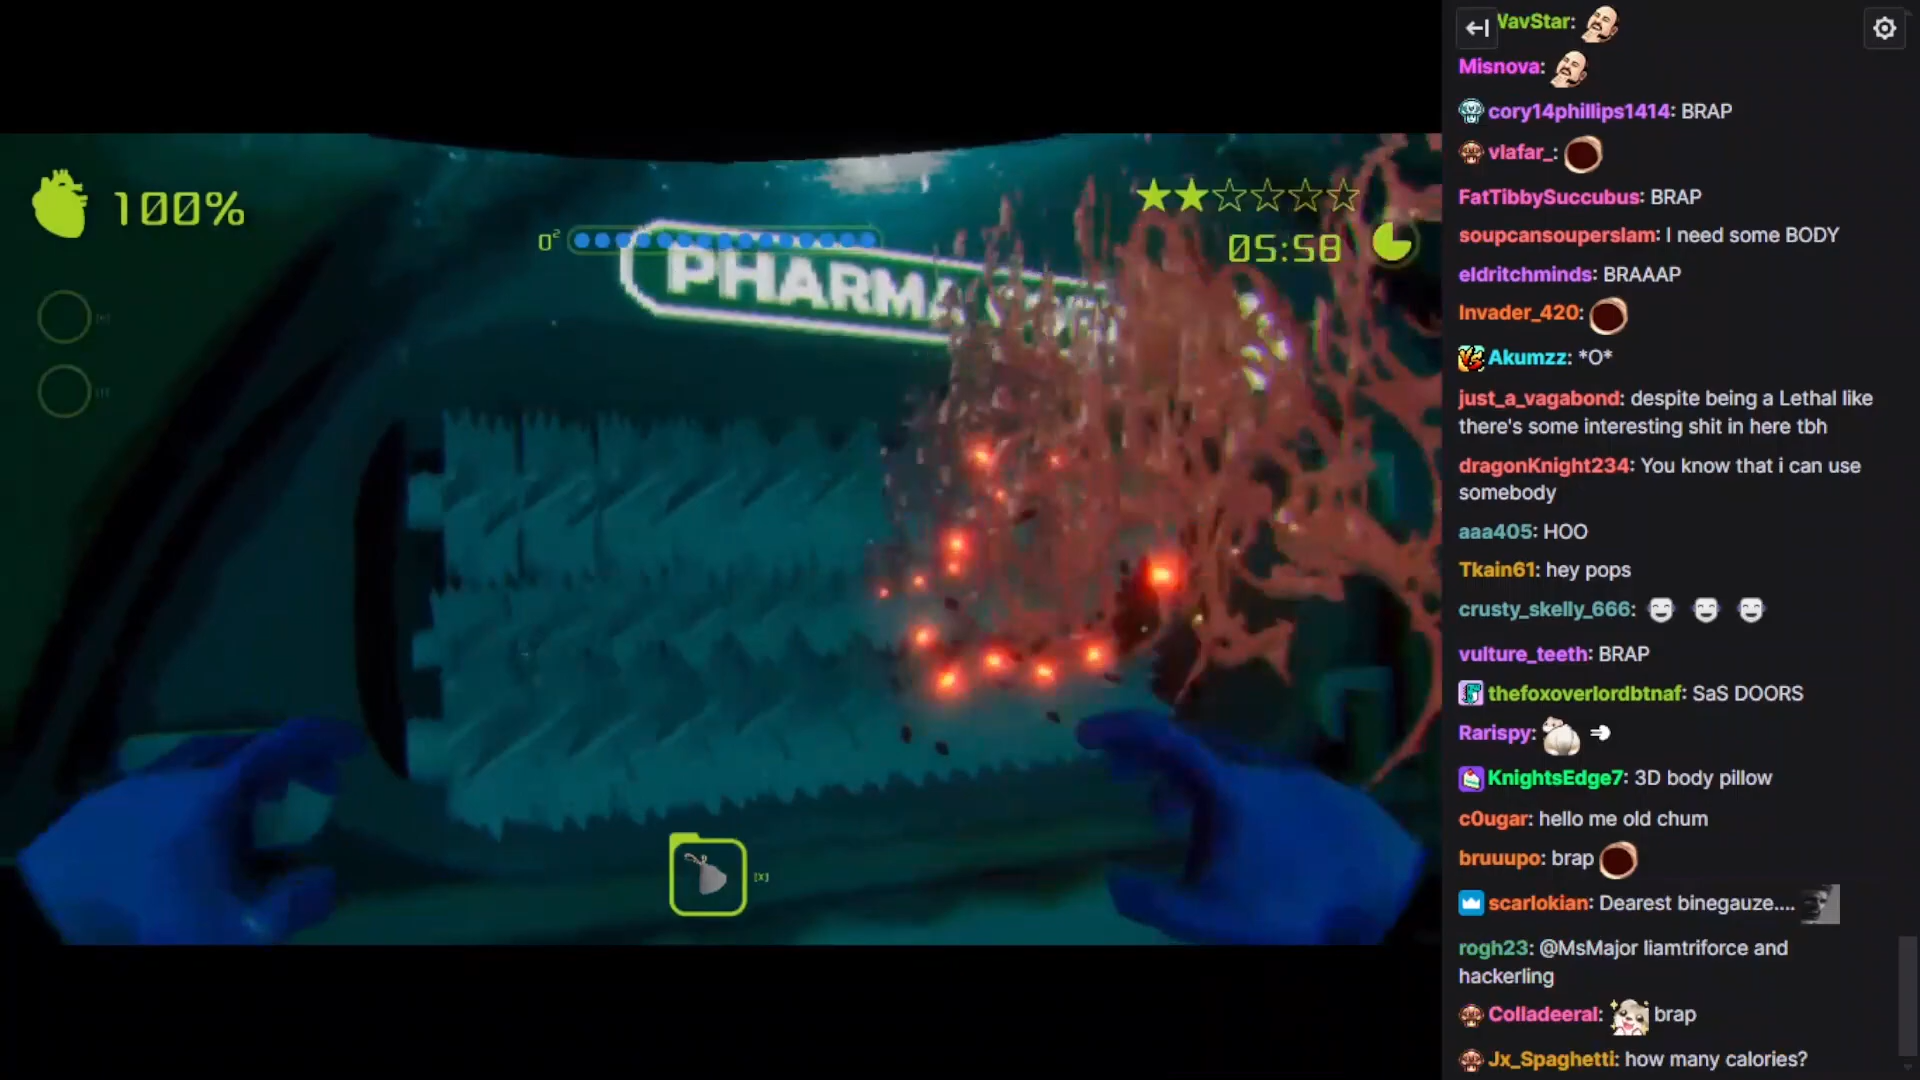 100%
0²
05:58
PHARMA
[X]
WavStar:
Misnova:
cory14phillips1414: BRAP
vlafar_:
FatTibbySuccubus: BRAP
soupcansouperslam: I need some BODY
eldritchminds: BRAAAP
Invader_420:
Akumzz: *O*
just_a_vagabond: despite being a Lethal like
there's some interesting shit in here tbh
dragonKnight234: You know that i can use
somebody
aaa405: HOO
Tkain61: hey pops
crusty_skelly_666:
vulture_teeth: BRAP
thefoxoverlordbtnaf: SaS DOORS
Rarispy:
KnightsEdge7: 3D body pillow
c0ugar: hello me old chum
bruuupo: brap
scarlokian: Dearest binegauze....
rogh23: @MsMajor liamtriforce and
hackerling
Colladeeral: brap
Jx_Spaghetti: how many calories?